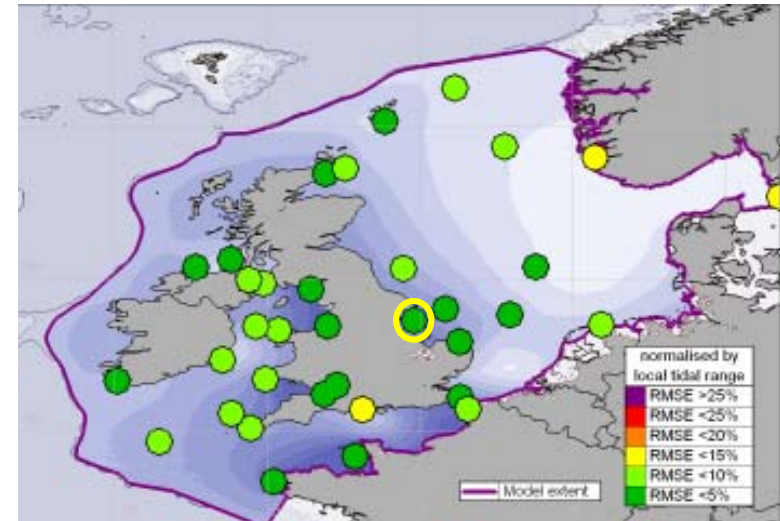 normalised by
local tidal range
RMSE >25%
RMSE <25%
RMSE <20%
RMSE <15%
RMSE <10%
RMSE <5%
Model extent